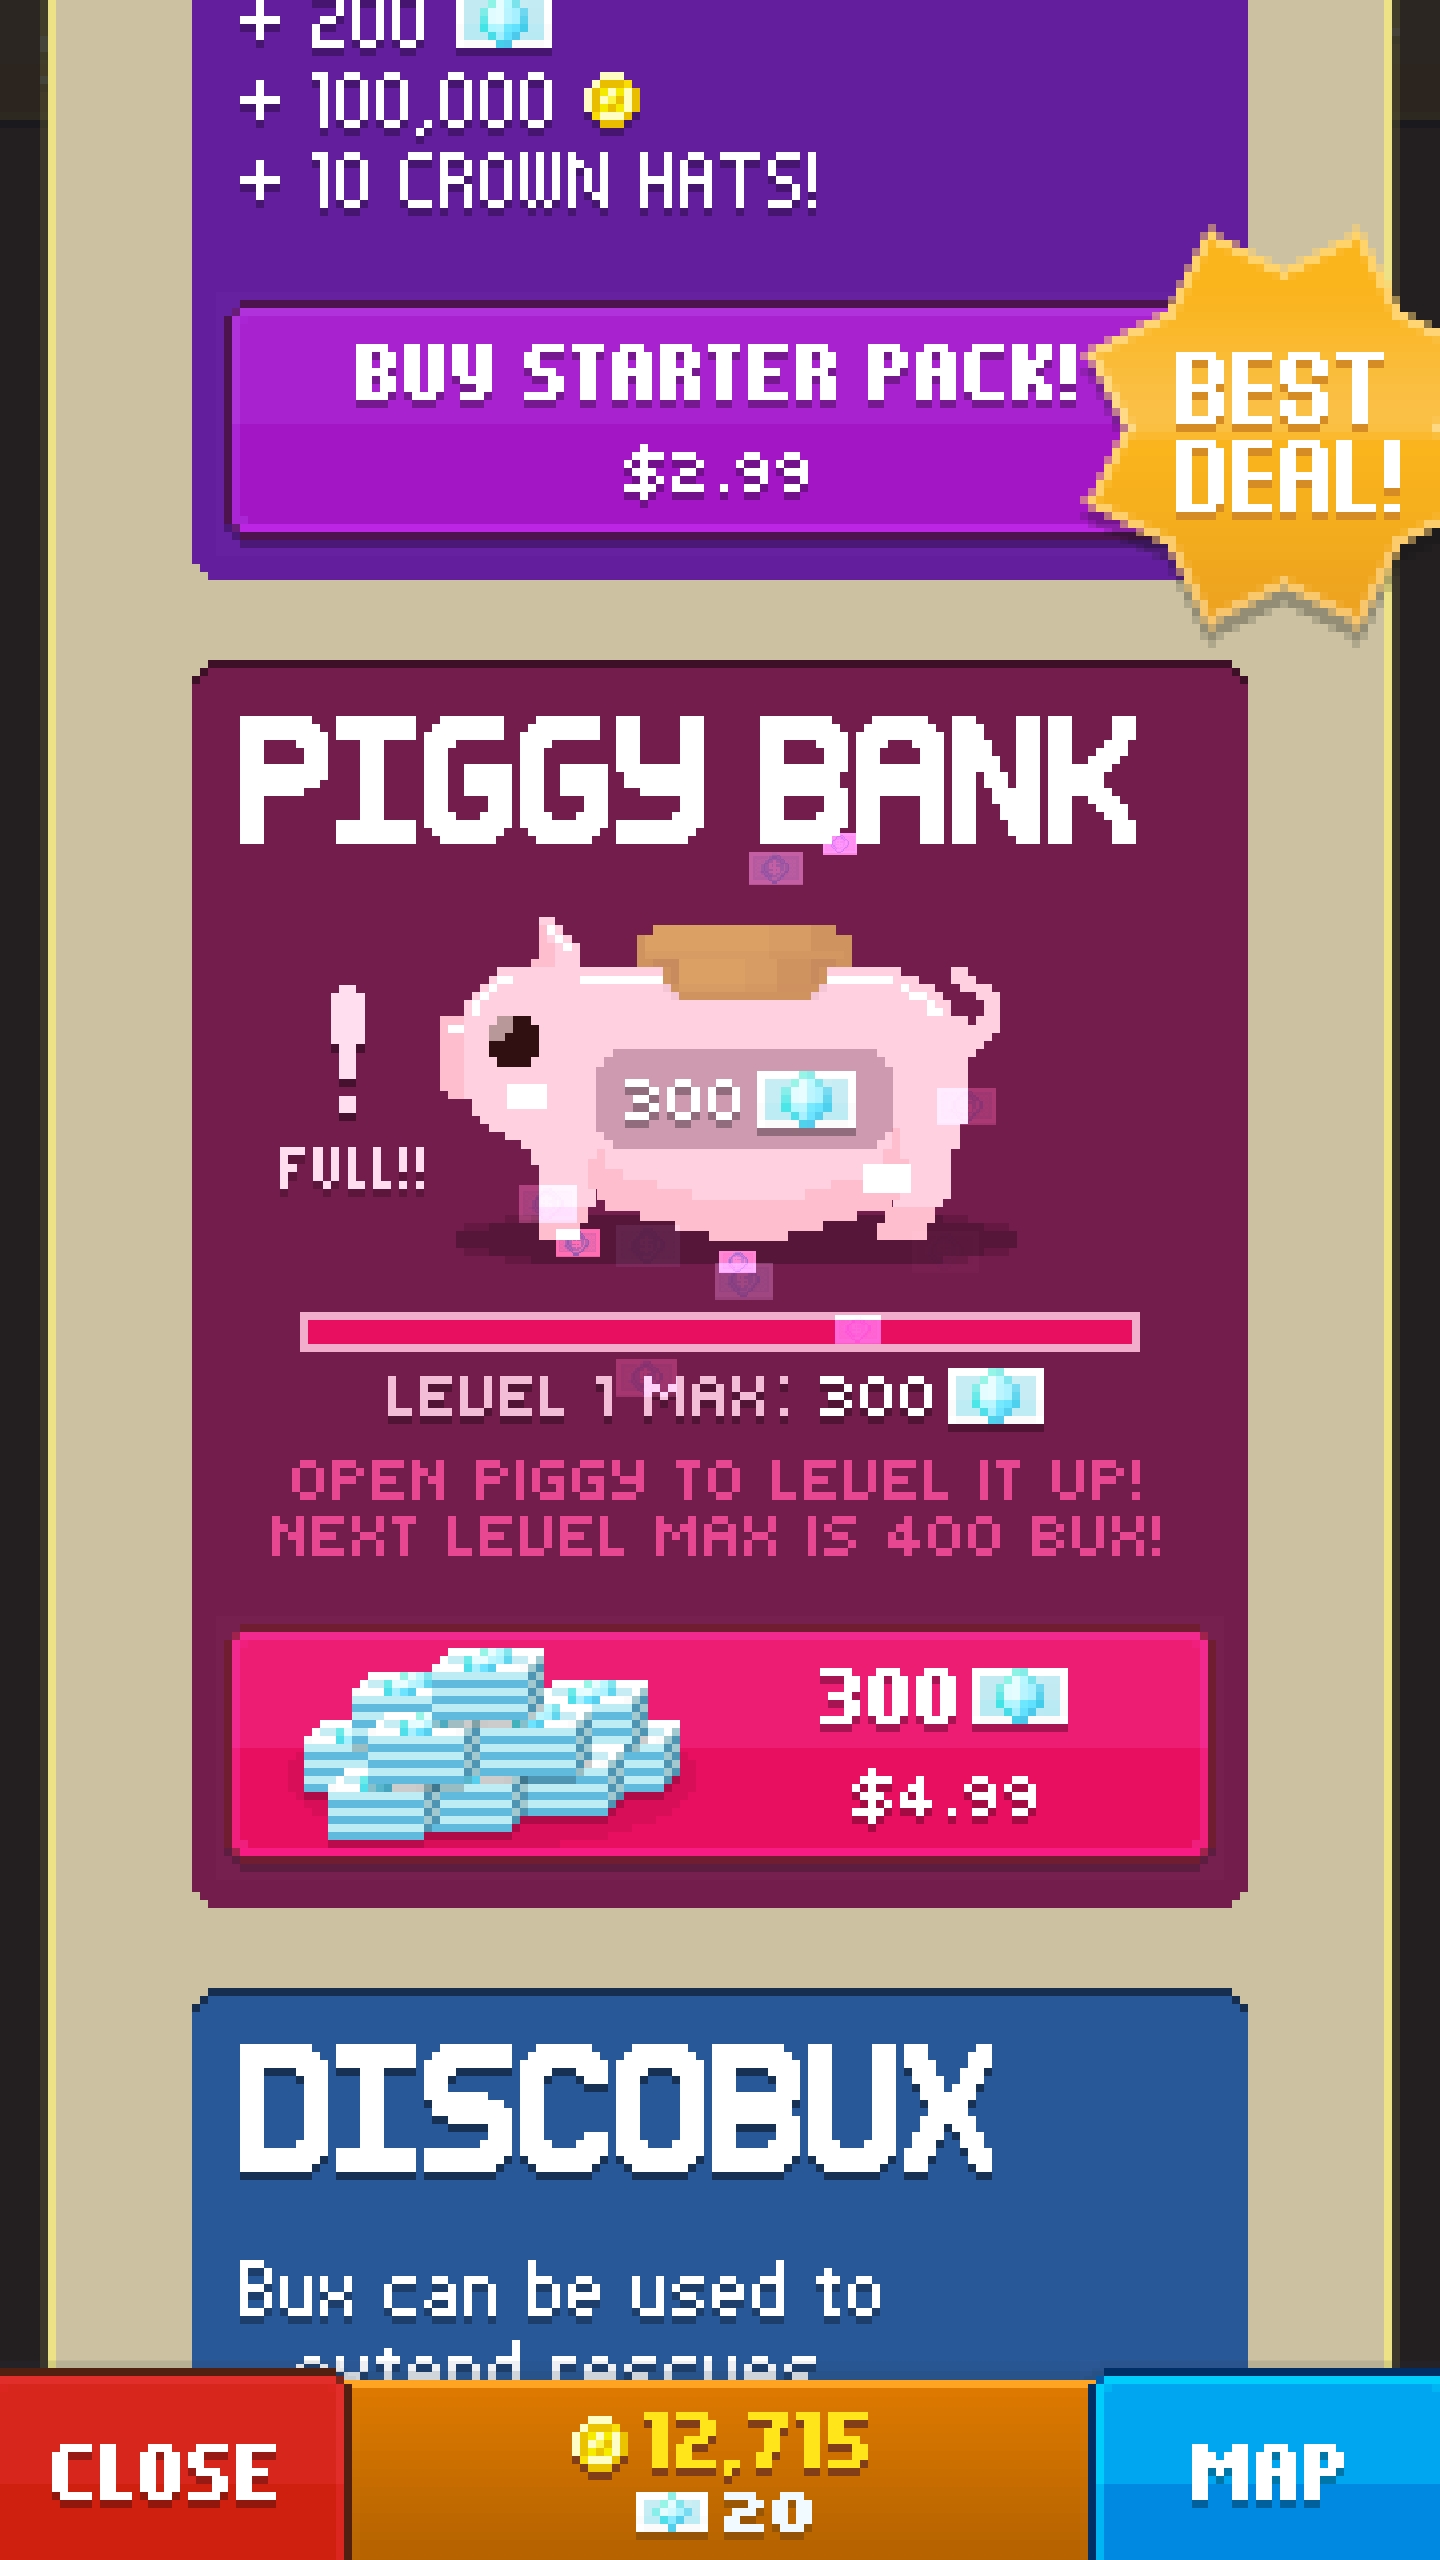 + 200
+ 100,000
+ 10 CROWN HATS!
BUY STARTER PACK!
$2.99
BEST
DEAL!
PIGGY BANK
!
300
FULL!!
LEVEL 1 MAX: 300
OPEN PIGGY TO LEVEL IT UP!
NEXT LEVEL MAX IS 400 BUX!
300
$4.99
DISCOBUX
Bux can be used to
extend rescues
CLOSE
12,715
20
MAP